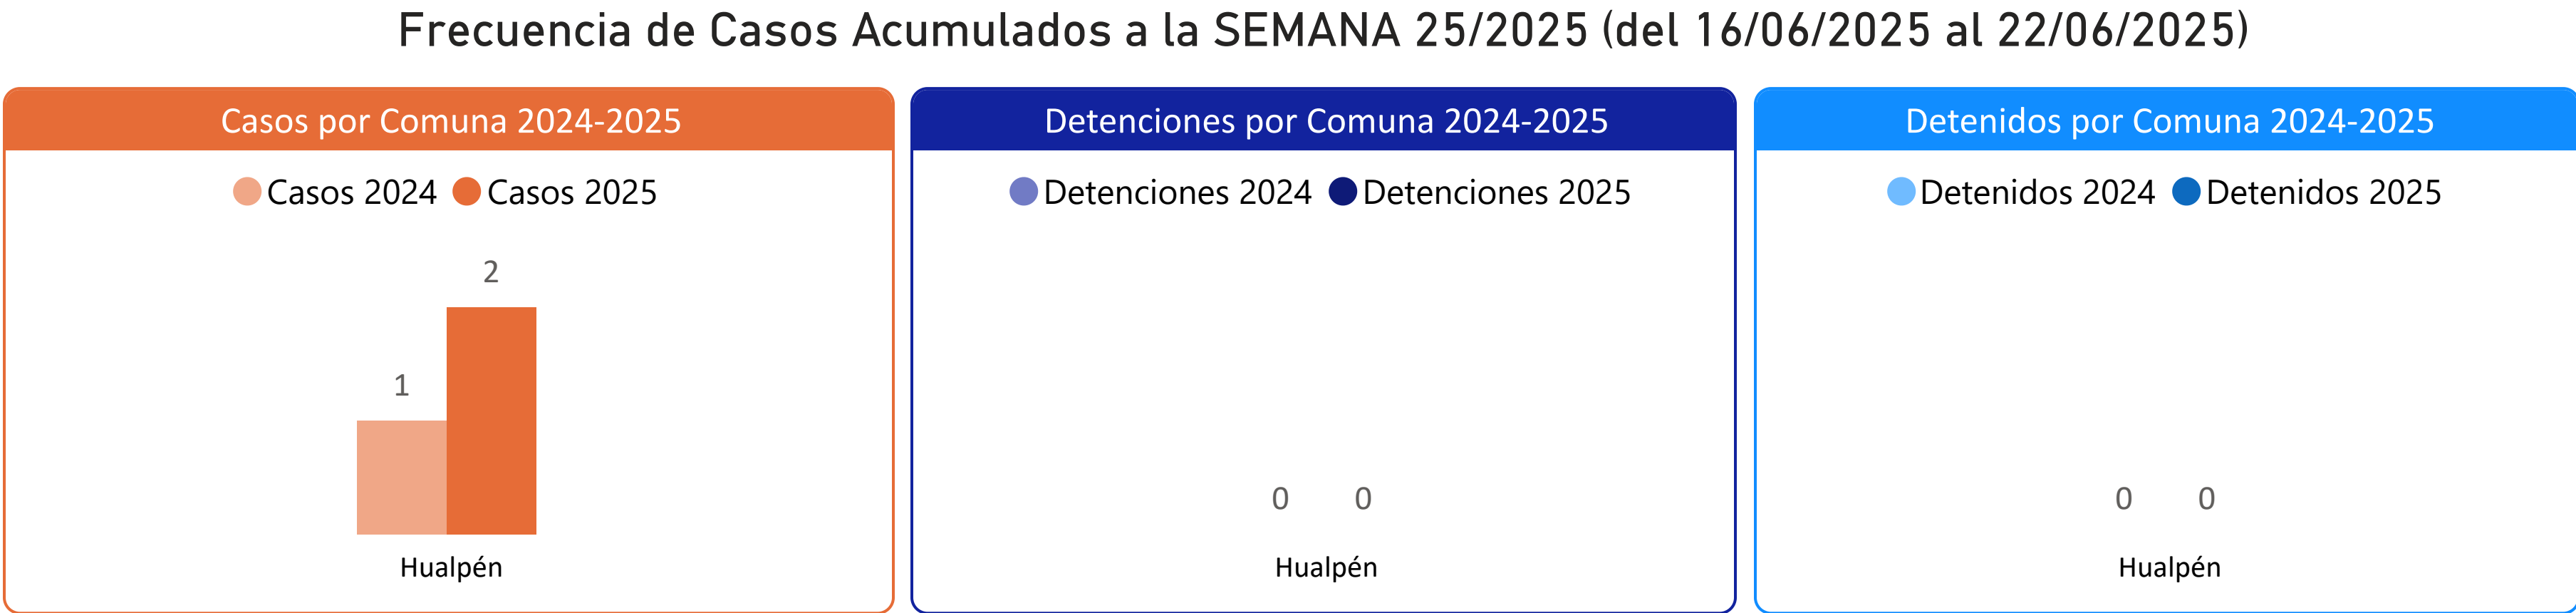 Frecuencia de Casos Acumulados a la SEMANA 25/2025 (del 16/06/2025 al 22/06/2025)
Casos por Comuna 2024-2025
Casos 2024 Casos 2025
2
1
Hualpén
Detenciones por Comuna 2024-2025
Detenciones 2024 Detenciones 2025
0 0
Hualpén
Detenidos por Comuna 2024-2025
Detenidos 2024 Detenidos 2025
0 0
Hualpén